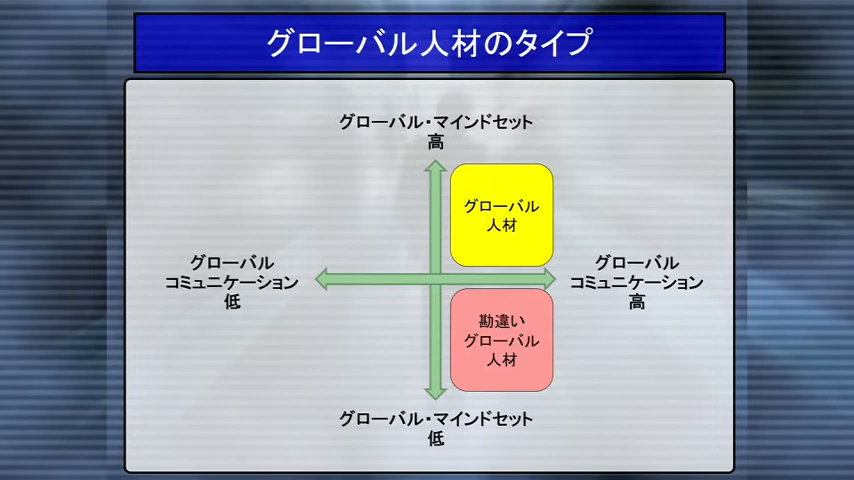 グローバル人材のタイプ
グローバル・マインドセット
高
グローバル
人材
グローバル
コミュニケーション
低
グローバル
コミュニケーション
高
勘違い
グローバル
人材
グローバル・マインドセット
低